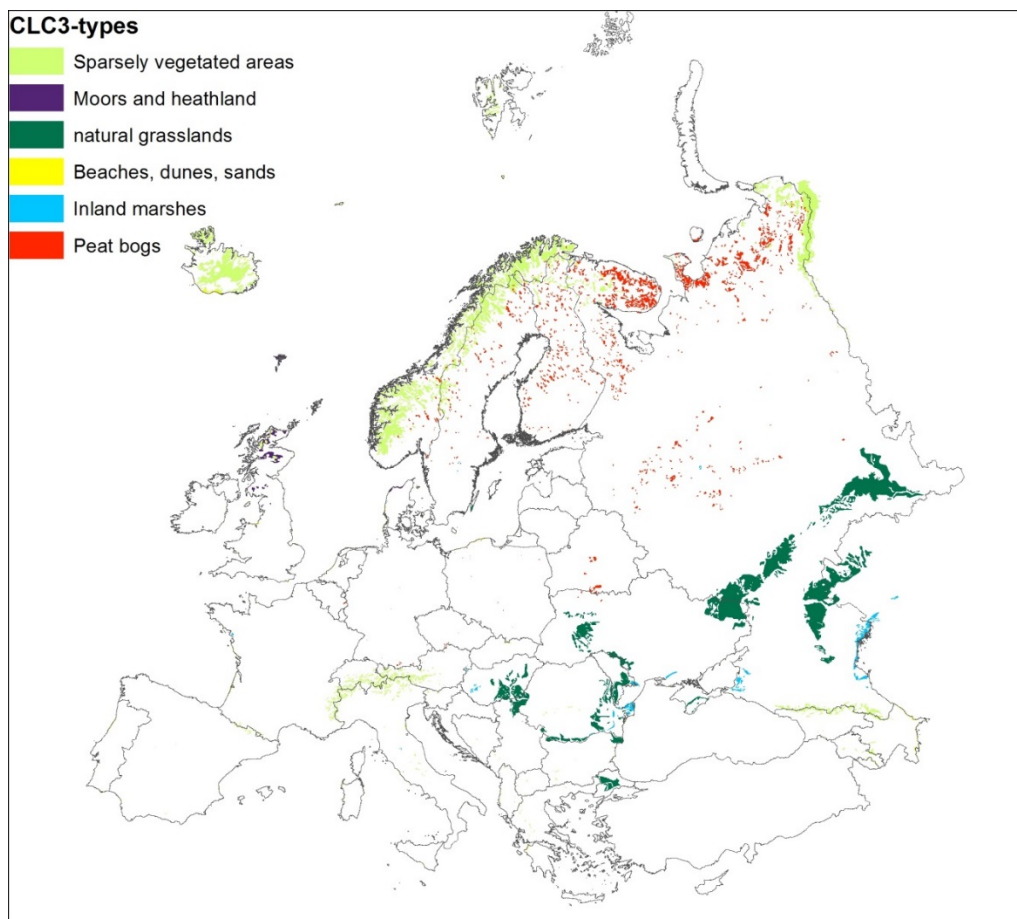 CLC3-types
Sparsely vegetated areas
Moors and heathland
natural grasslands
Beaches, dunes, sands
Inland marshes
Peat bogs